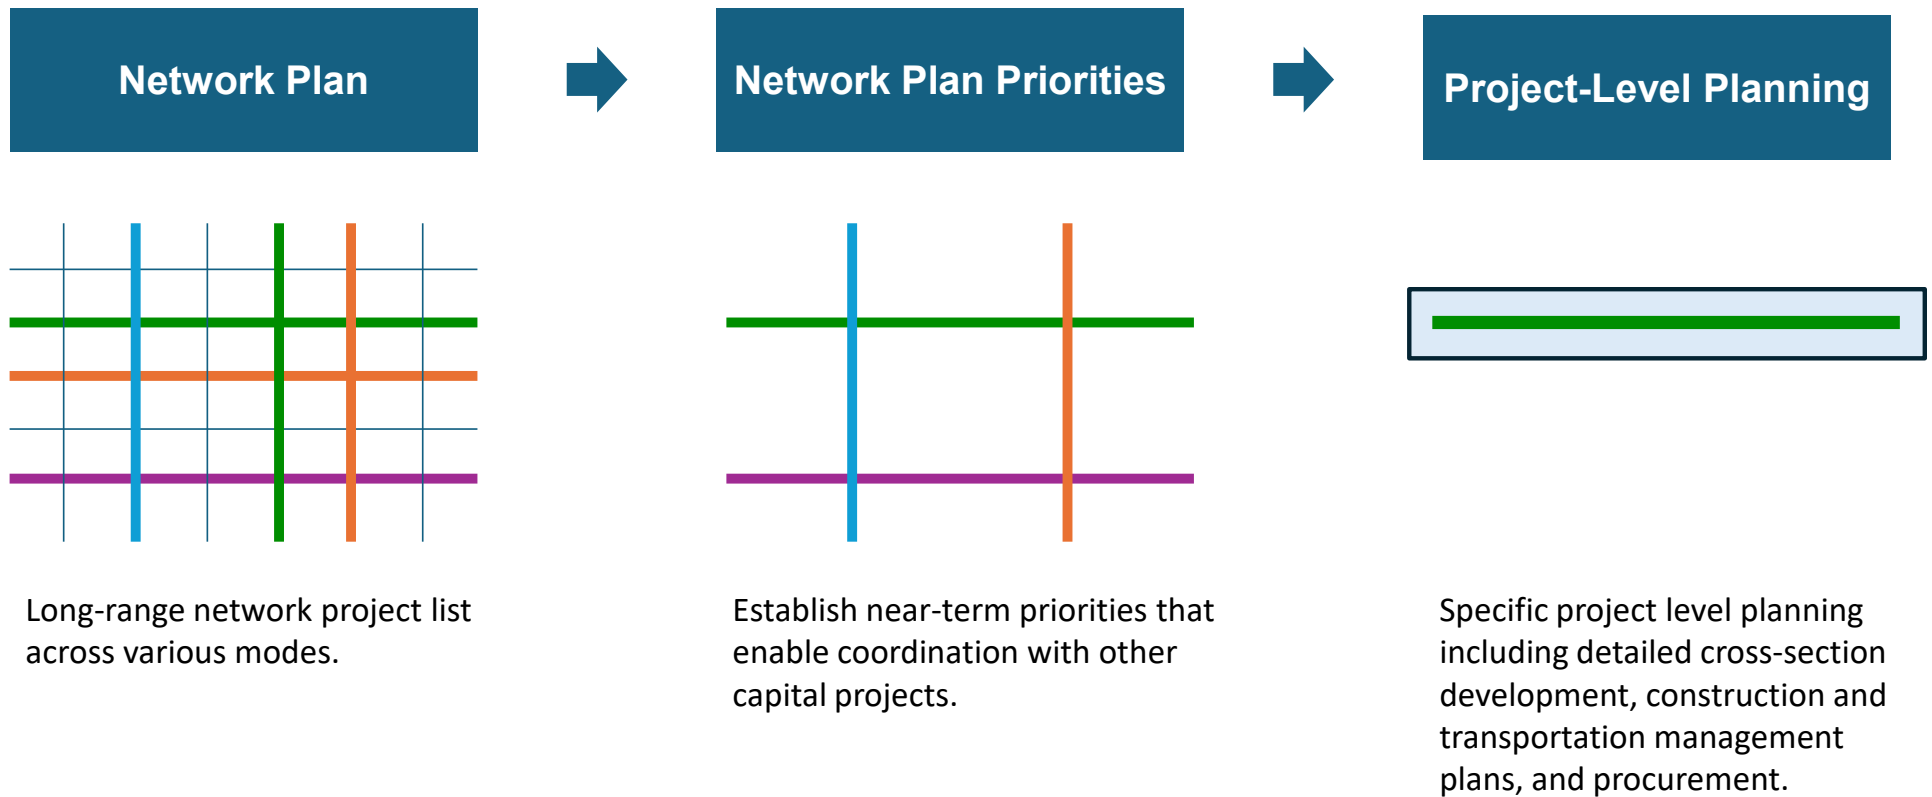 Network Plan
Network Plan Priorities
Project-Level Planning
Long-range network project list
across various modes.
Establish near-term priorities that
enable coordination with other
capital projects.
Specific project level planning
including detailed cross-section
development, construction and
transportation management
plans, and procurement.